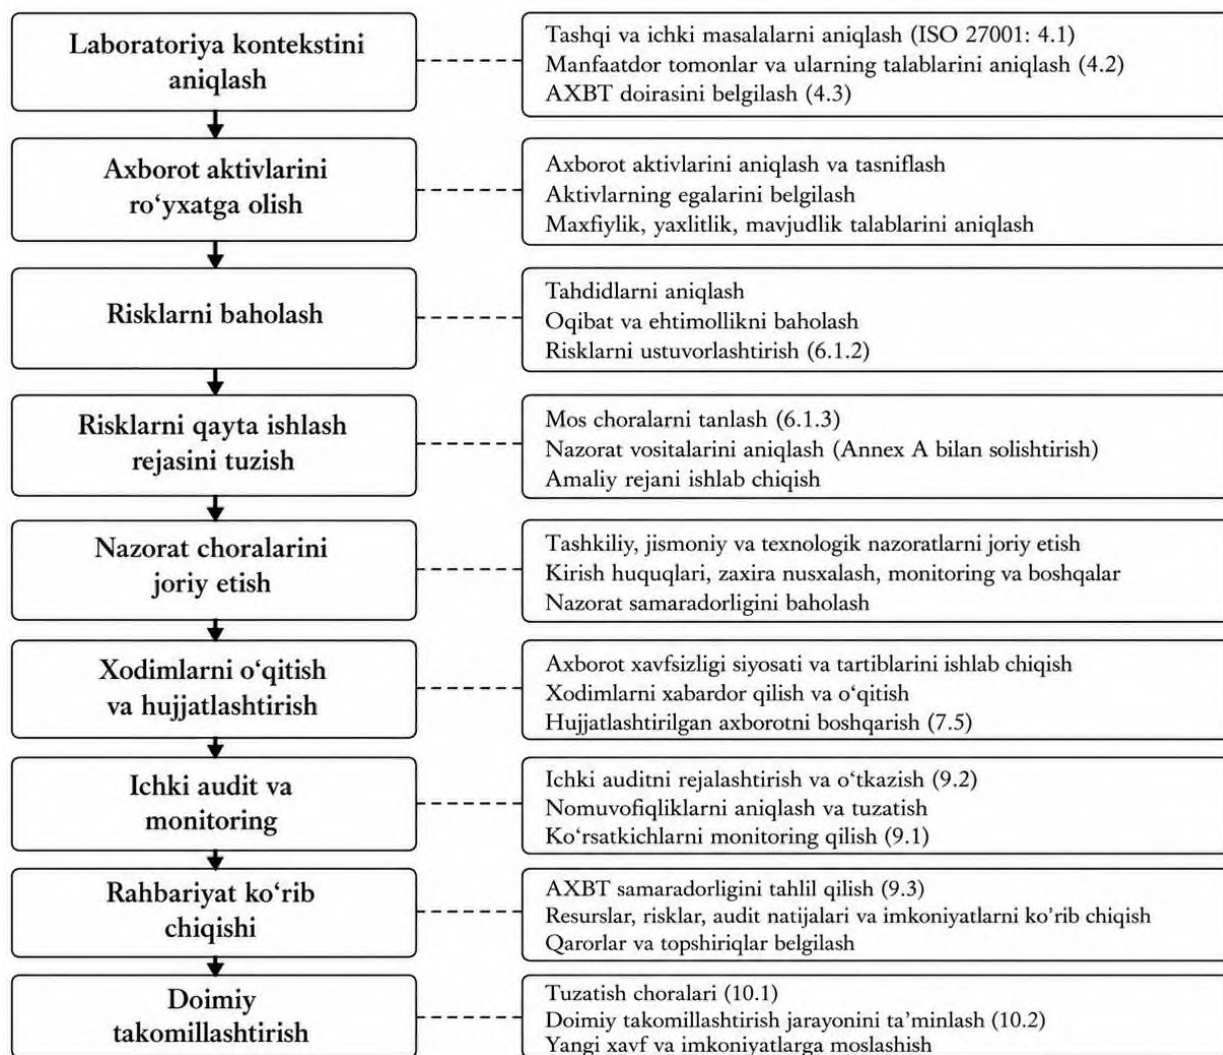 Laboratoriya kontekstini
aniqlash
Tashqi va ichki masalalarni aniqlash (ISO 27001: 4.1)
Manfaatdor tomonlar va ularning talablarini aniqlash (4.2)
AXBT doirasini belgilash (4.3)
Axborot aktivlarini
ro‘yxatga olish
Axborot aktivlarini aniqlash va tasniflash
Aktivlarning egalarini belgilash
Maxfiylik, yaxlitlik, mavjudlik talablarini aniqlash
Risklarni baholash
Tahdidlarni aniqlash
Oqibat va ehtimollikni baholash
Risklarni ustuvorlashtirish (6.1.2)
Risklarni qayta ishlash
rejasini tuzish
Mos choralarni tanlash (6.1.3)
Nazorat vositalarini aniqlash (Annex A bilan solishtirish)
Amaliy rejani ishlab chiqish
Nazorat choralarini
joriy etish
Tashkiliy, jismoniy va texnologik nazoratlarni joriy etish
Kirish huquqlari, zaxira nusxalash, monitoring va boshqalar
Nazorat samaradorligini baholash
Xodimlarni o‘qitish
va hujjatlashtirish
Axborot xavfsizligi siyosati va tartiblarini ishlab chiqish
Xodimlarni xabardor qilish va o‘qitish
Hujjatlashtirilgan axborotni boshqarish (7.5)
Ichki audit va
monitoring
Ichki auditni rejalashtirish va o‘tkazish (9.2)
Nomuvofiqliklarni aniqlash va tuzatish
Ko‘rsatkichlarni monitoring qilish (9.1)
Rahbariyat ko‘rib
chiqishi
AXBT samaradorligini tahlil qilish (9.3)
Resurslar, risklar, audit natijalari va imkoniyatlarni ko’rib chiqish
Qarorlar va topshiriqlar belgilash
Doimiy
takomillashtirish
Tuzatish choralari (10.1)
Doimiy takomillashtirish jarayonini ta’minlash (10.2)
Yangi xavf va imkoniyatlarga moslashish